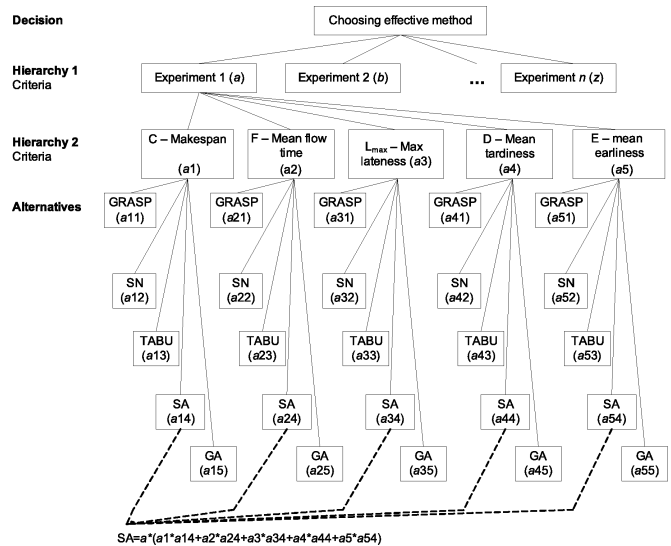 Decision
Choosing effective method
Hierarchy 1
Criteria
Experiment 1 (a)
Experiment 2 (b)
...
Experiment n (z)
Hierarchy 2
Criteria
C – Makespan
(a1)
F – Mean flow
time
(a2)
Lmax – Max
lateness (a3)
D – Mean
tardiness
(a4)
E – mean
earliness
(a5)
Alternatives
GRASP
(a11)
GRASP
(a21)
GRASP
(a31)
GRASP
(a41)
GRASP
(a51)
SN
(a12)
SN
(a22)
SN
(a32)
SN
(a42)
SN
(a52)
TABU
(a13)
TABU
(a23)
TABU
(a33)
TABU
(a43)
TABU
(a53)
SA
(a14)
SA
(a24)
SA
(a34)
SA
(a44)
SA
(a54)
GA
(a15)
GA
(a25)
GA
(a35)
GA
(a45)
GA
(a55)
SA=a*(a1*a14+a2*a24+a3*a34+a4*a44+a5*a54)